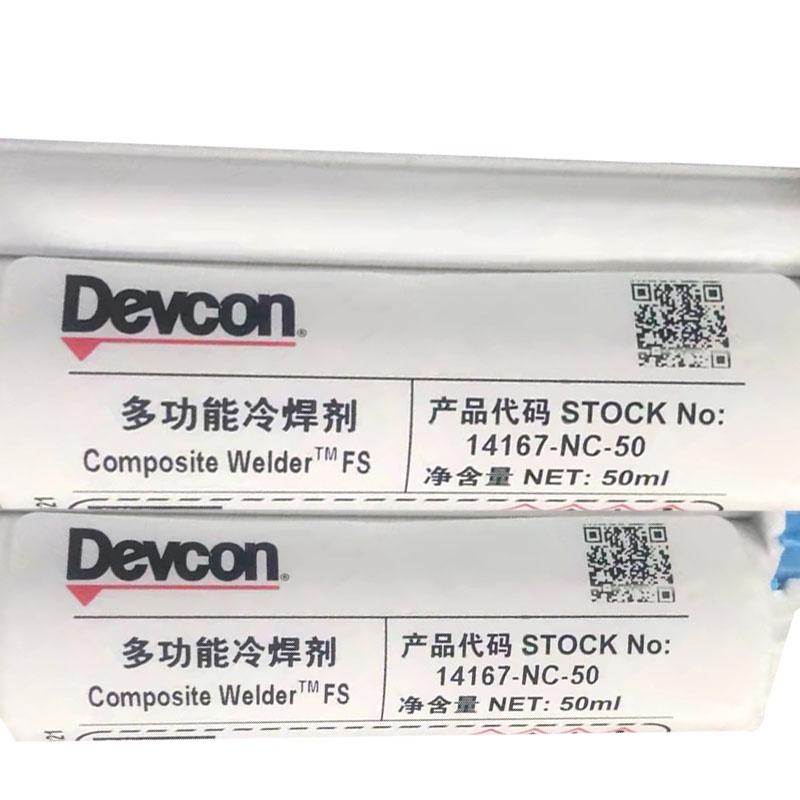 Devcon®
多功能冷焊剂
Composite Welder™ FS
产品代码 STOCK No:
14167-NC-50
净含量 NET: 50ml
21
Devcon®
多功能冷焊剂
Composite Welder™ FS
产品代码 STOCK No:
14167-NC-50
净含量 NET: 50ml
21